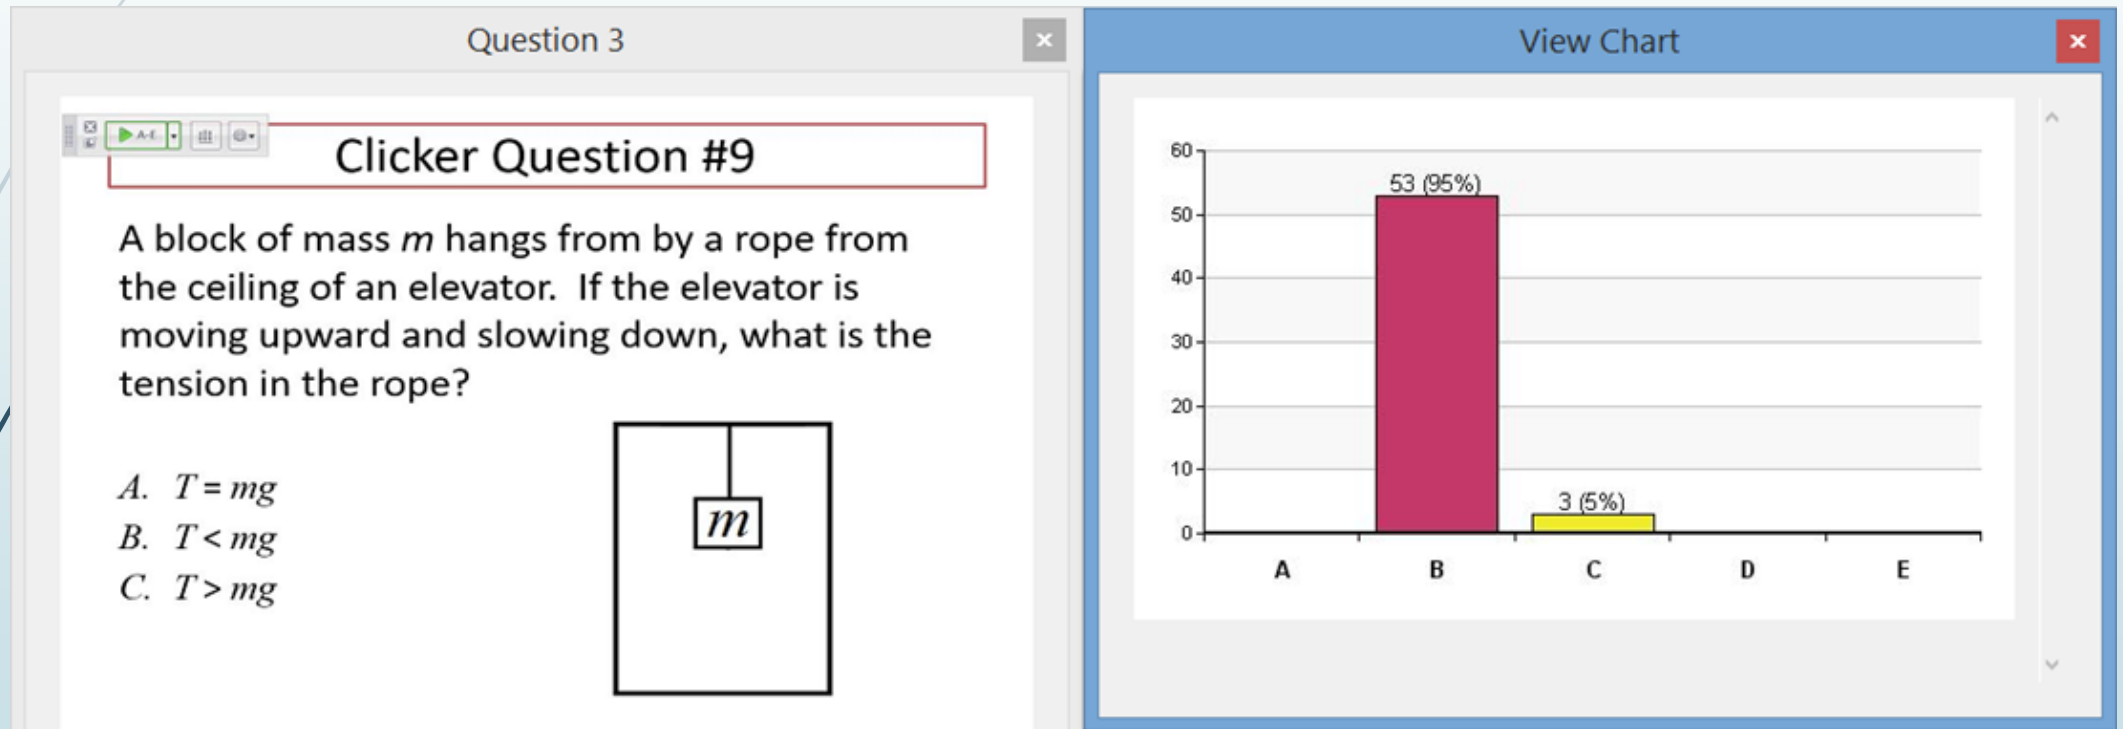 Question 3
A-E
Clicker Question #9
A block of mass m hangs from by a rope from
the ceiling of an elevator. If the elevator is
moving upward and slowing down, what is the
tension in the rope?
A. T = mg
B. T < mg
C. T > mg
m
View Chart
60
50
40
30
20
10
0
53 (95%)
3 (5%)
A B C D E